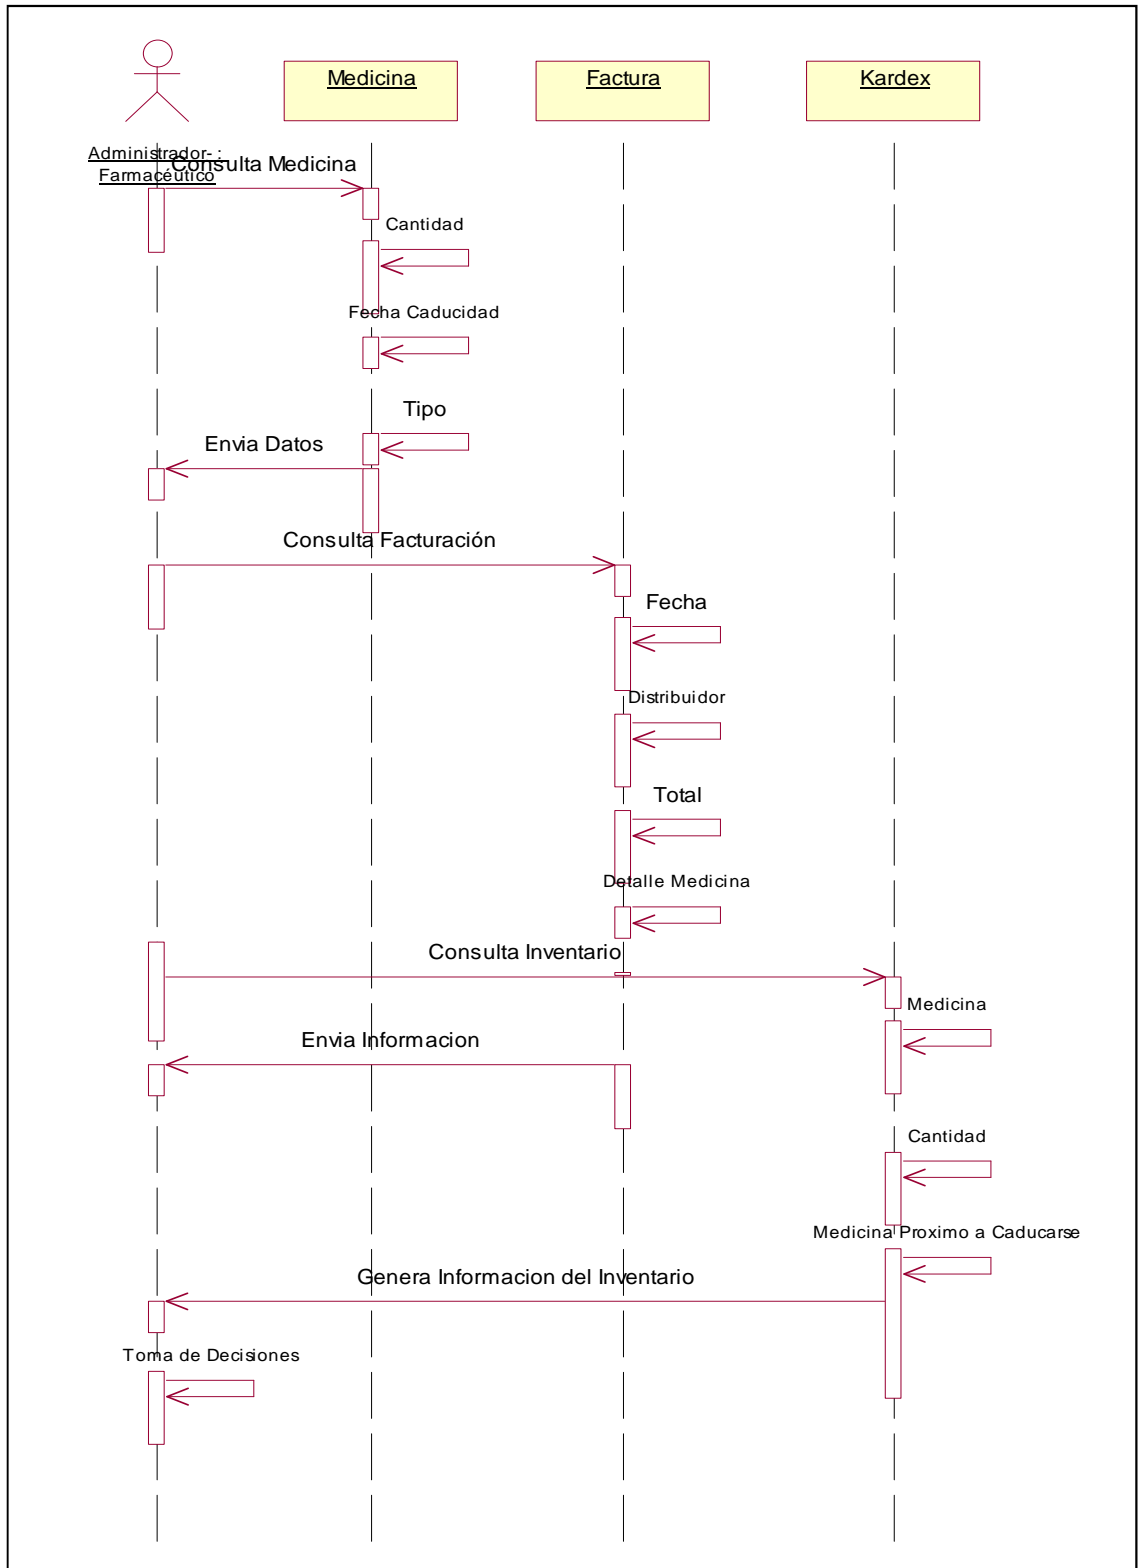 Medicina
Factura
Kardex
Administrador- :
Farmacéutico
Consulta Medicina
Cantidad
Fecha Caducidad
Tipo
Envia Datos
Consulta Facturación
Fecha
Distribuidor
Total
Detalle Medicina
Consulta Inventario
Medicina
Envia Informacion
Cantidad
Medicina Proximo a Caducarse
Genera Informacion del Inventario
Toma de Decisiones